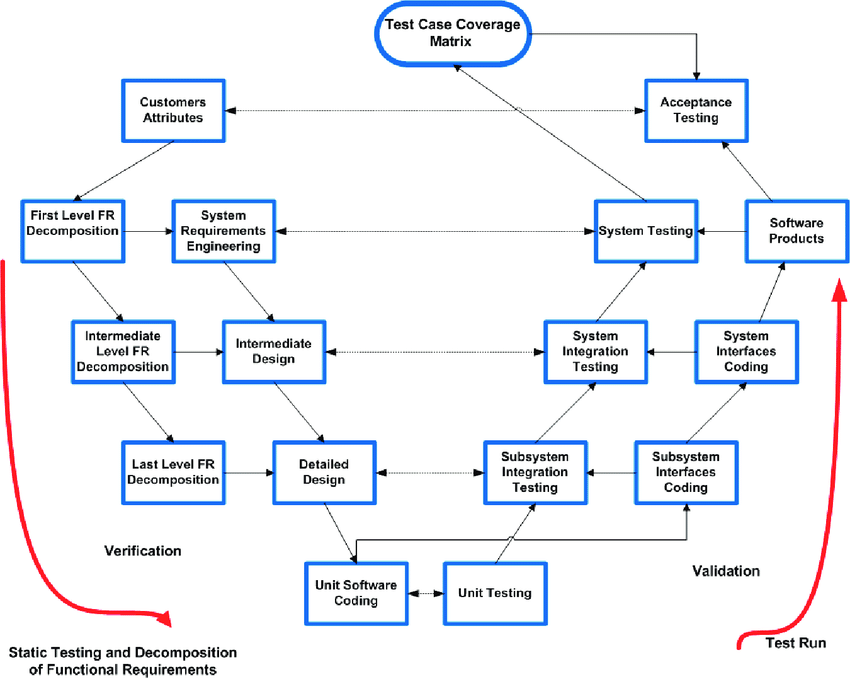 Test Case Coverage
Matrix
Customers
Attributes
Acceptance
Testing
First Level FR
Decomposition
System
Requirements
Engineering
System Testing
Software
Products
Intermediate
Level FR
Decomposition
Intermediate
Design
System
Integration
Testing
System
Interfaces
Coding
Last Level FR
Decomposition
Detailed
Design
Subsystem
Integration
Testing
Subsystem
Interfaces
Coding
Verification
Unit Software
Coding
Unit Testing
Validation
Static Testing and Decomposition
of Functional Requirements
Test Run